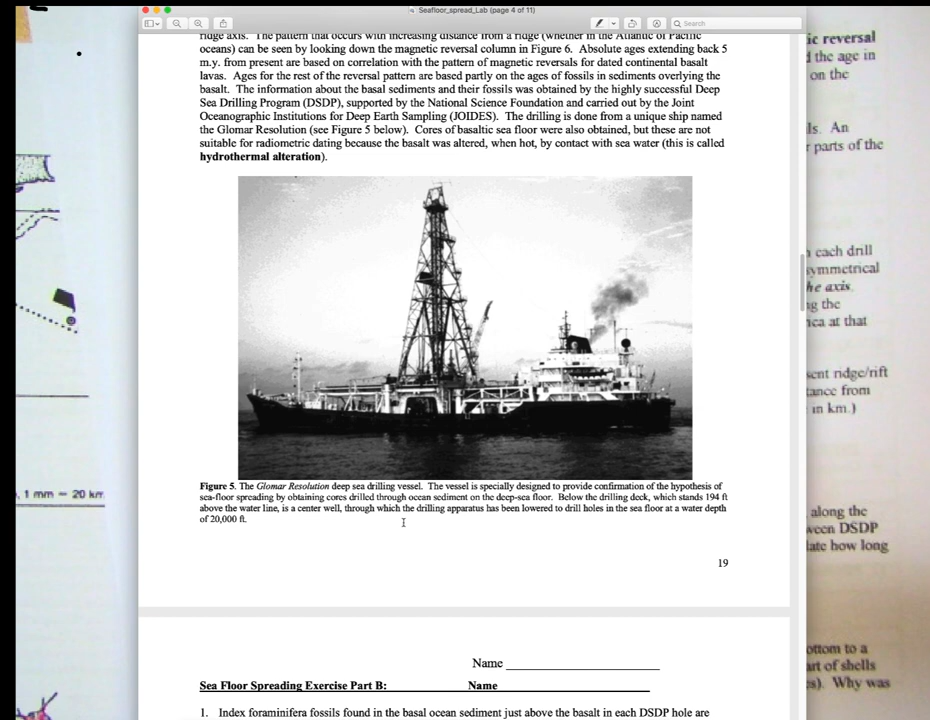 Seafloor_spread_Lab (page 4 of 11)
Search
ridge axis. The pattern that occurs with increasing distance from a ridge (whether in the Atlantic or Pacific
oceans) can be seen by looking down the magnetic reversal column in Figure 6. Absolute ages extending back 5
m.y. from present are based on correlation with the pattern of magnetic reversals for dated continental basalt
lavas. Ages for the rest of the reversal pattern are based partly on the ages of fossils in sediments overlying the
basalt. The information about the basal sediments and their fossils was obtained by the highly successful Deep
Sea Drilling Program (DSDP), supported by the National Science Foundation and carried out by the Joint
Oceanographic Institutions for Deep Earth Sampling (JOIDES). The drilling is done from a unique ship named
the Glomar Resolution (see Figure 5 below). Cores of basaltic sea floor were also obtained, but these are not
suitable for radiometric dating because the basalt was altered, when hot, by contact with sea water (this is called
hydrothermal alteration).
Figure 5. The Glomar Resolution deep sea drilling vessel. The vessel is specially designed to provide confirmation of the hypothesis of
sea-floor spreading by obtaining cores drilled through ocean sediment on the deep-sea floor. Below the drilling deck, which stands 194 ft
above the water line, is a center well, through which the drilling apparatus has been lowered to drill holes in the sea floor at a water depth
of 20,000 ft.
19
Name
Sea Floor Spreading Exercise Part B: Name
1. Index foraminifera fossils found in the basal ocean sediment just above the basalt in each DSDP hole are
, 1 mm = 20 km
reversal
the age in
on the
An
parts of the
each drill
axis
the
at that
ridge/rift
from
in km.)
along the
DSDP
how long
to a
of shells
Why was